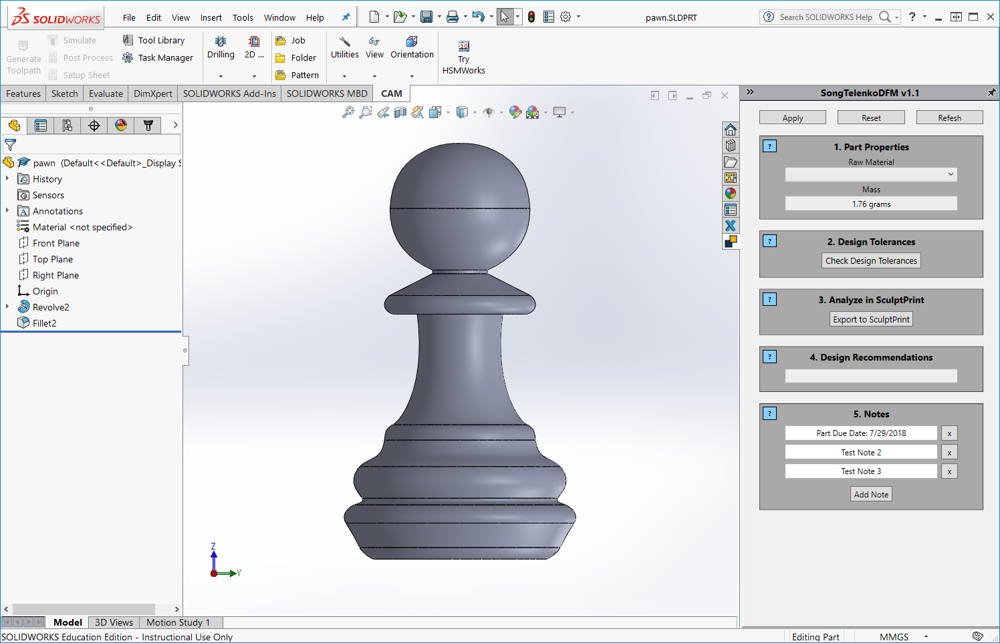 SOLIDWORKS
File Edit View Insert Tools Window Help
pawn.SLDPRT
Search SOLIDWORKS Help
?
Generate Toolpath
Simulate
Post Process
Setup Sheet
Tool Library
Task Manager
Drilling
2D ...
Job
Folder
Pattern
Utilities
View
Orientation
Try
HSMWorks
Features Sketch Evaluate DimXpert SOLIDWORKS Add-Ins SOLIDWORKS MBD CAM
pawn (Default<<Default>_Display S
History
Sensors
Annotations
Material <not specified>
Front Plane
Top Plane
Right Plane
Origin
Revolve2
Fillet2
Z
Y
SongTelenkoDFM v1.1
Apply Reset Refesh
? 1. Part Properties
Raw Material
Mass
1.76 grams
? 2. Design Tolerances
Check Design Tolerances
? 3. Analyze in SculptPrint
Export to SculptPrint
? 4. Design Recommendations
? 5. Notes
Part Due Date: 7/29/2018 x
Test Note 2 x
Test Note 3 x
Add Note
Model 3D Views Motion Study 1
SOLIDWORKS Education Edition - Instructional Use Only
Editing Part
MMGS